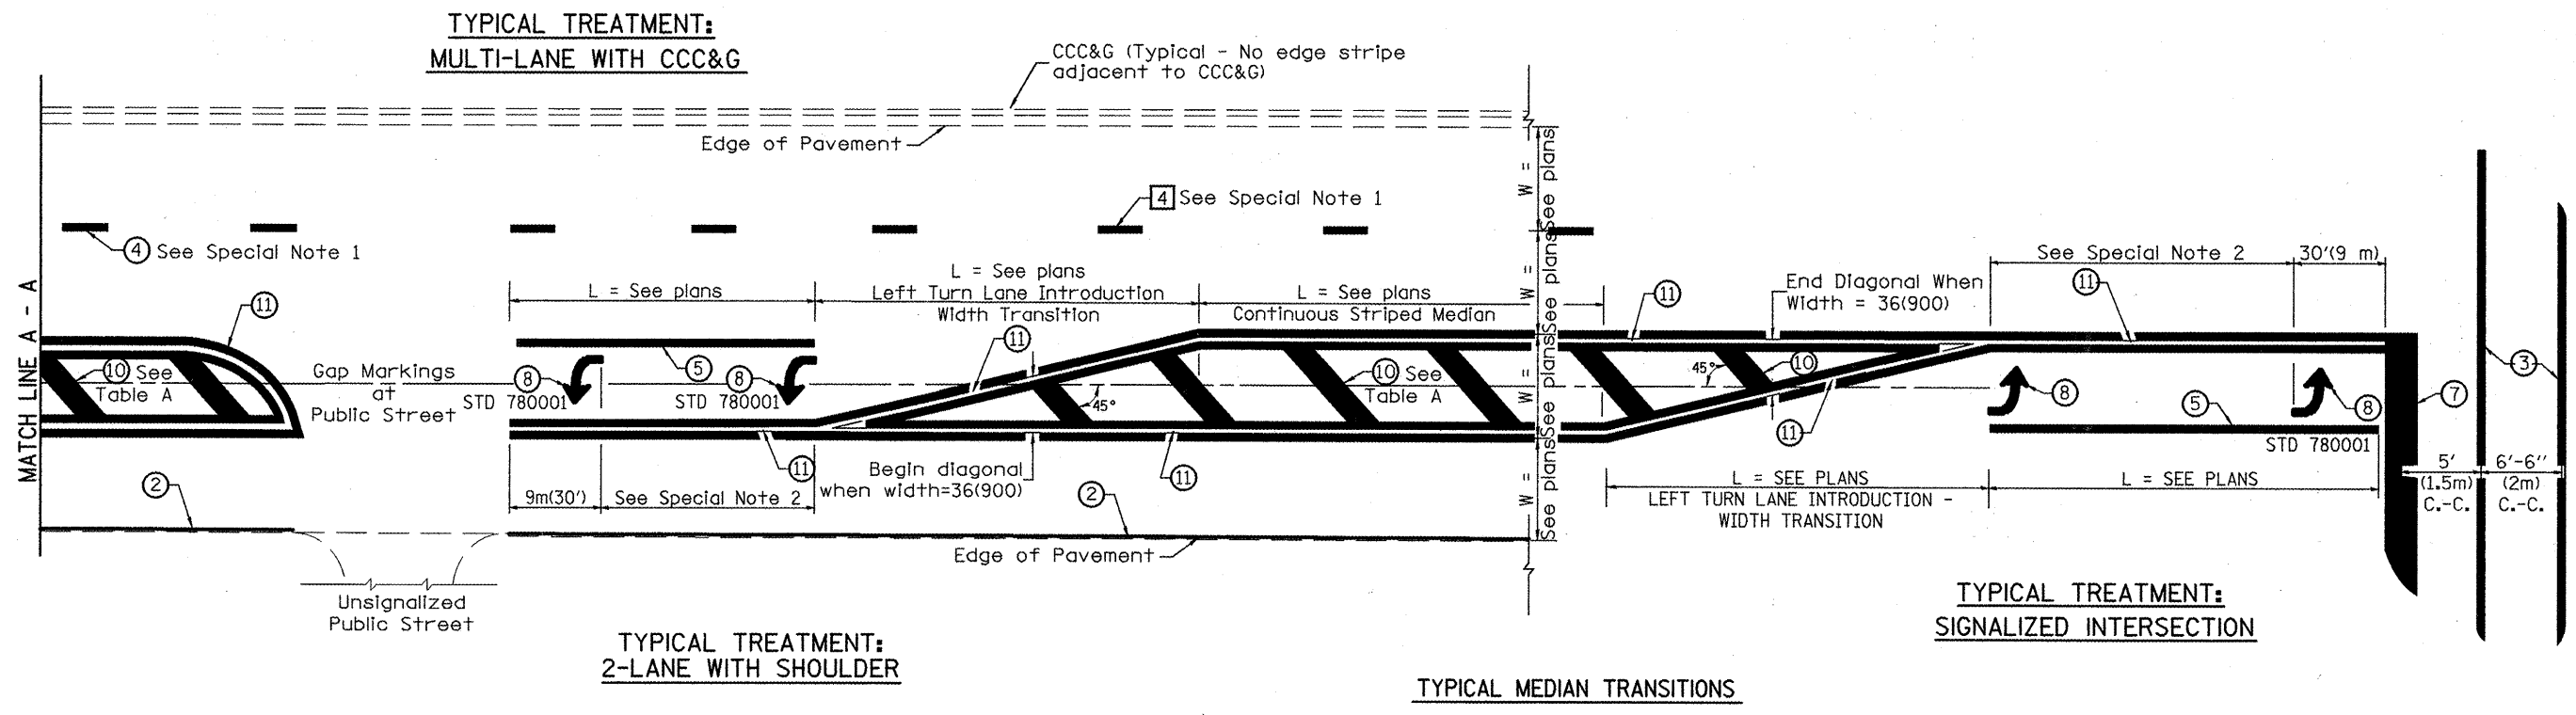 TYPICAL TREATMENT:
MULTI-LANE WITH CCC&G
CCC&G (Typical - No edge stripe
adjacent to CCC&G)
Edge of Pavement
4 See Special Note 1
4 See Special Note 1
MATCH LINE A - A
11
10 See
Table A
Gap Markings
at
Public Street
2
Unsignalized
Public Street
L = See plans
5
8
STD 780001
8
STD 780001
11
9m(30')
See Special Note 2
L = See plans
Left Turn Lane Introduction
Width Transition
11
45°
Begin diagonal
when width=36(900)
11
2
Edge of Pavement
L = See plans
Continuous Striped Median
10 See
Table A
W =
See plans
W =
See plans
W =
See plans
W =
See plans
11
End Diagonal When
Width = 36(900)
45°
10
11
See Special Note 2
30'(9 m)
11
8
8
5
STD 780001
7
3
5'
(1.5m)
C.-C.
6'-6"
(2m)
C.-C.
L = SEE PLANS
LEFT TURN LANE INTRODUCTION -
WIDTH TRANSITION
L = SEE PLANS
TYPICAL TREATMENT:
SIGNALIZED INTERSECTION
TYPICAL TREATMENT:
2-LANE WITH SHOULDER
TYPICAL MEDIAN TRANSITIONS